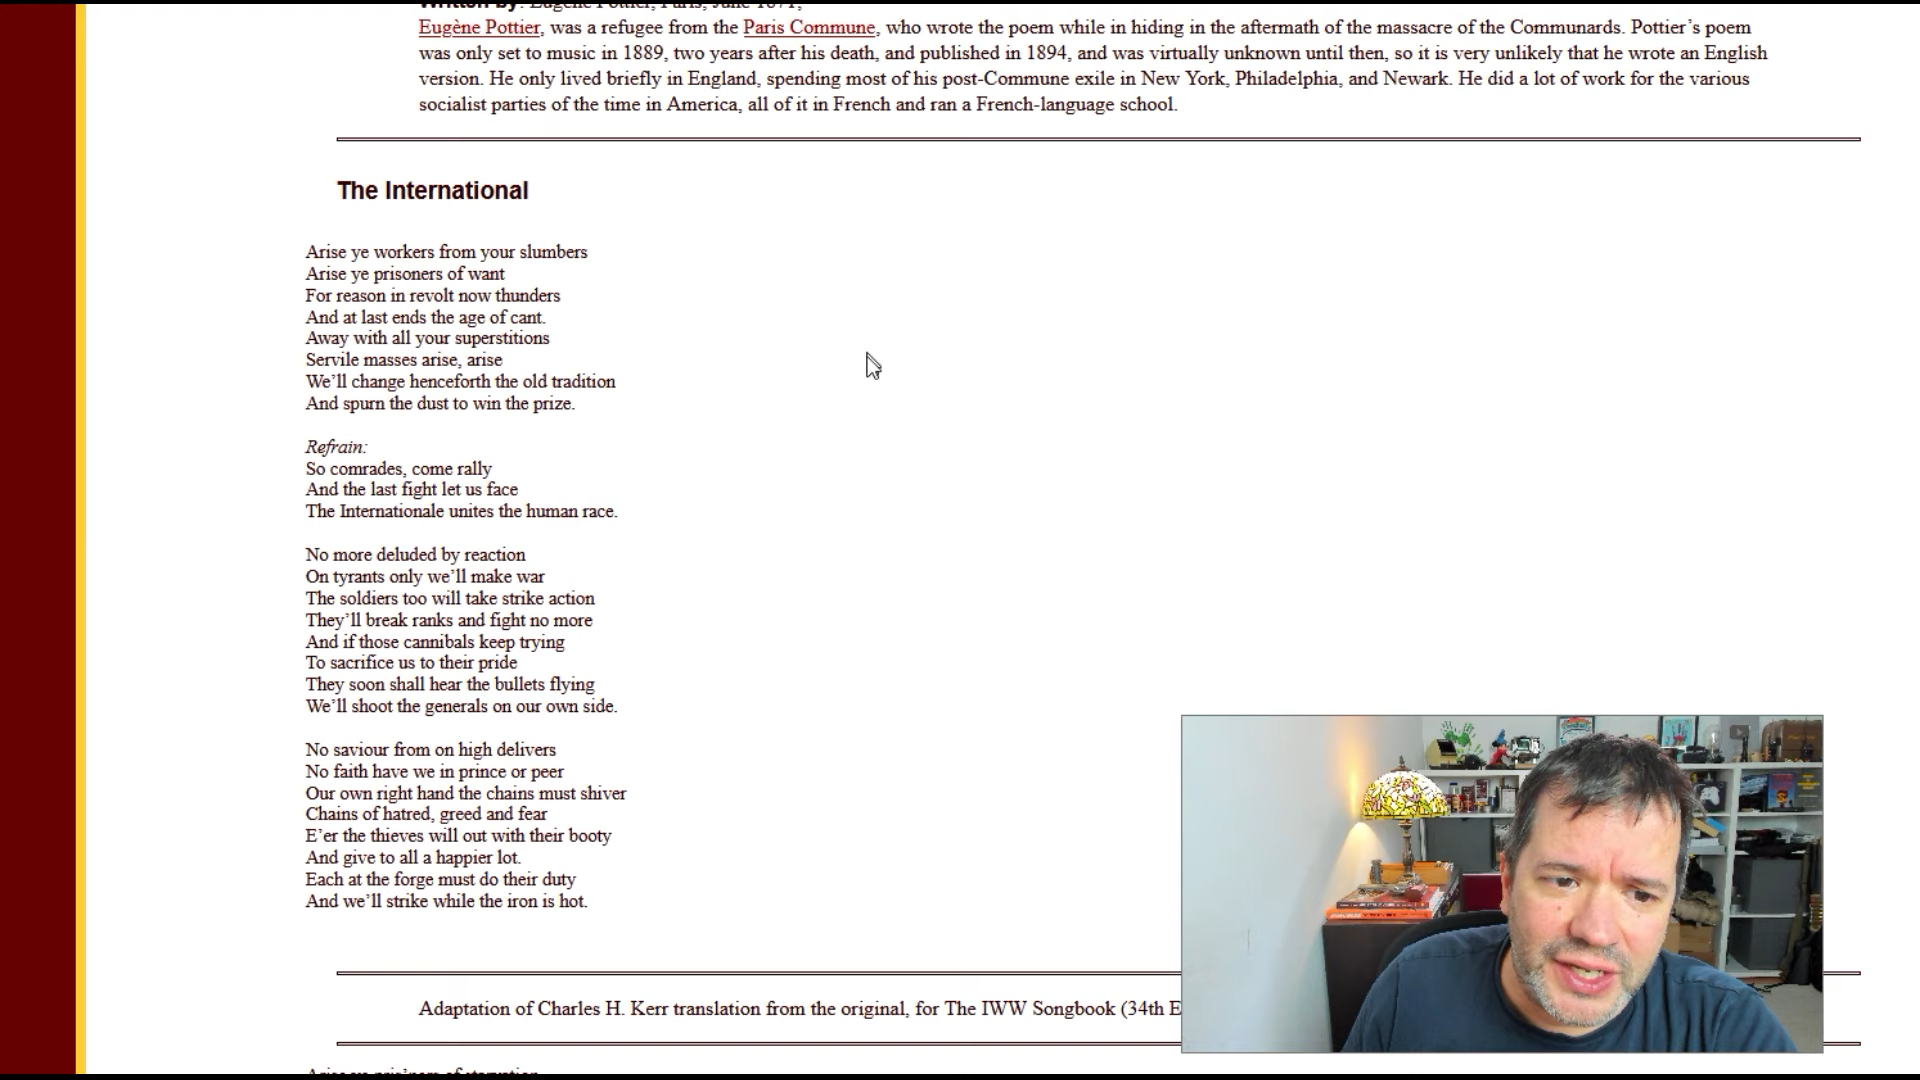 Written by: Eugène Pottier, Paris, June 1871,
Eugène Pottier, was a refugee from the Paris Commune, who wrote the poem while in hiding in the aftermath of the massacre of the Communards. Pottier’s poem
was only set to music in 1889, two years after his death, and published in 1894, and was virtually unknown until then, so it is very unlikely that he wrote an English
version. He only lived briefly in England, spending most of his post-Commune exile in New York, Philadelphia, and Newark. He did a lot of work for the various
socialist parties of the time in America, all of it in French and ran a French-language school.
The International
Arise ye workers from your slumbers
Arise ye prisoners of want
For reason in revolt now thunders
And at last ends the age of cant.
Away with all your superstitions
Servile masses arise, arise
We’ll change henceforth the old tradition
And spurn the dust to win the prize.
Refrain:
So comrades, come rally
And the last fight let us face
The Internationale unites the human race.
No more deluded by reaction
On tyrants only we’ll make war
The soldiers too will take strike action
They’ll break ranks and fight no more
And if those cannibals keep trying
To sacrifice us to their pride
They soon shall hear the bullets flying
We’ll shoot the generals on our own side.
No saviour from on high delivers
No faith have we in prince or peer
Our own right hand the chains must shiver
Chains of hatred, greed and fear
E’er the thieves will out with their booty
And give to all a happier lot.
Each at the forge must do their duty
And we’ll strike while the iron is hot.
Adaptation of Charles H. Kerr translation from the original, for The IWW Songbook (34th E